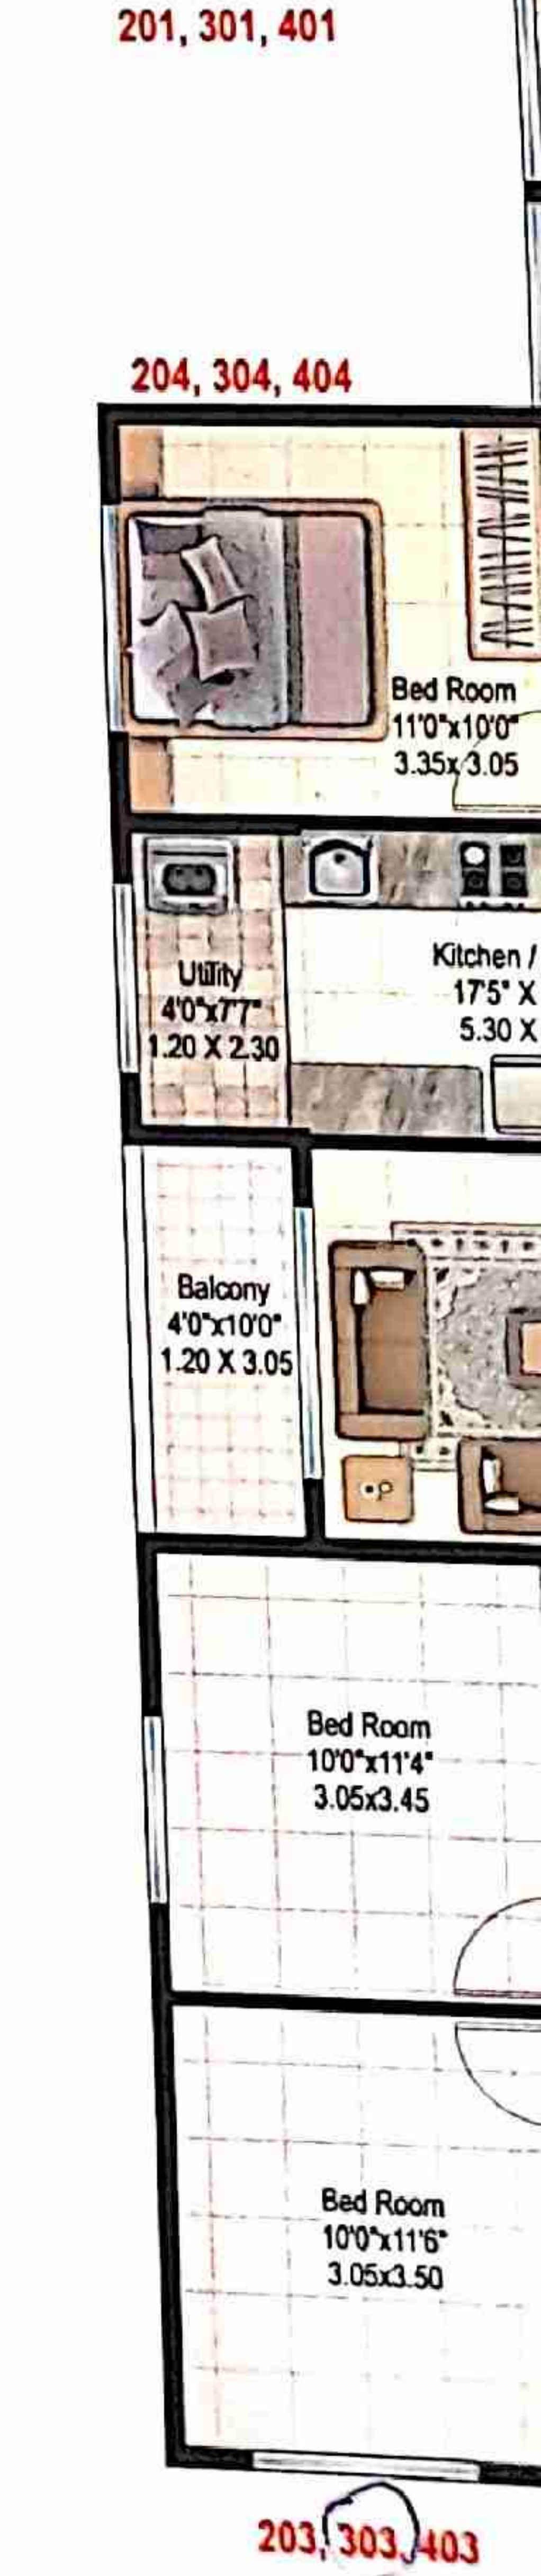 201, 301, 401
204, 304, 404
Bed Room
11'0"x10'0"
3.35x 3.05
Utility
4'0"x7'7"
1.20 X 2.30
Kitchen /
17'5" X
5.30 X
Balcony
4'0"x10'0"
1.20 X 3.05
Bed Room
10'0"x11'4"
3.05x3.45
Bed Room
10'0"x11'6"
3.05x3.50
203, 303, 403